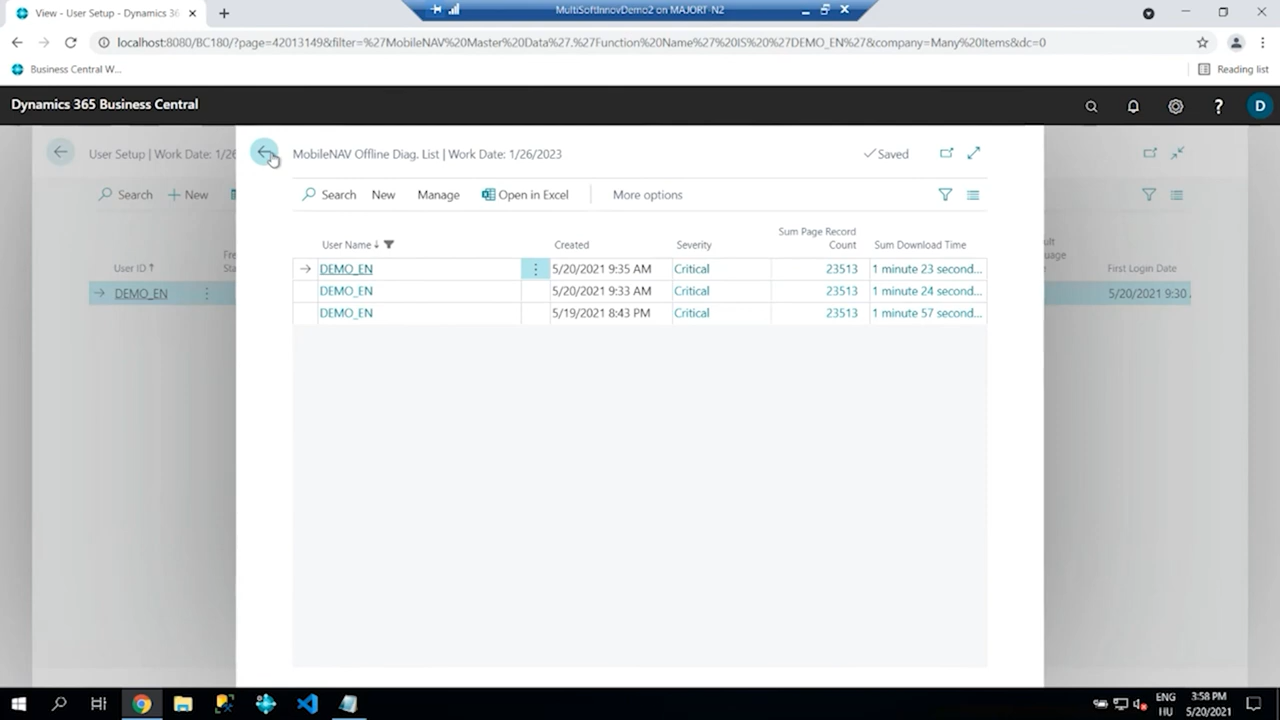 View - User Setup - Dynamics 36
MultiSoftInnovDemo2 on MAJORT-N2
localhost:8080/BC180/?page=42013149&filter=%27MobileNAV%20Master%20Data%27.%27Function%20Name%27%20IS%20%27DEMO_EN%27&company=Many%20Items&dc=0
Business Central W...
Reading list
Dynamics 365 Business Central
?
D
User Setup | Work Date: 1/26
MobileNAV Offline Diag. List | Work Date: 1/26/2023
Saved
Search
New
Search New Manage Open in Excel More options
User ID↑
User Name↓ Created Severity Sum Page Record Count Sum Download Time
First Login Date
DEMO_EN
5/20/2021 9:30
DEMO_EN 5/20/2021 9:35 AM Critical 23513 1 minute 23 second...
DEMO_EN 5/20/2021 9:33 AM Critical 23513 1 minute 24 second...
DEMO_EN 5/19/2021 8:43 PM Critical 23513 1 minute 57 second...
ENG 3:58 PM
HU 5/20/2021